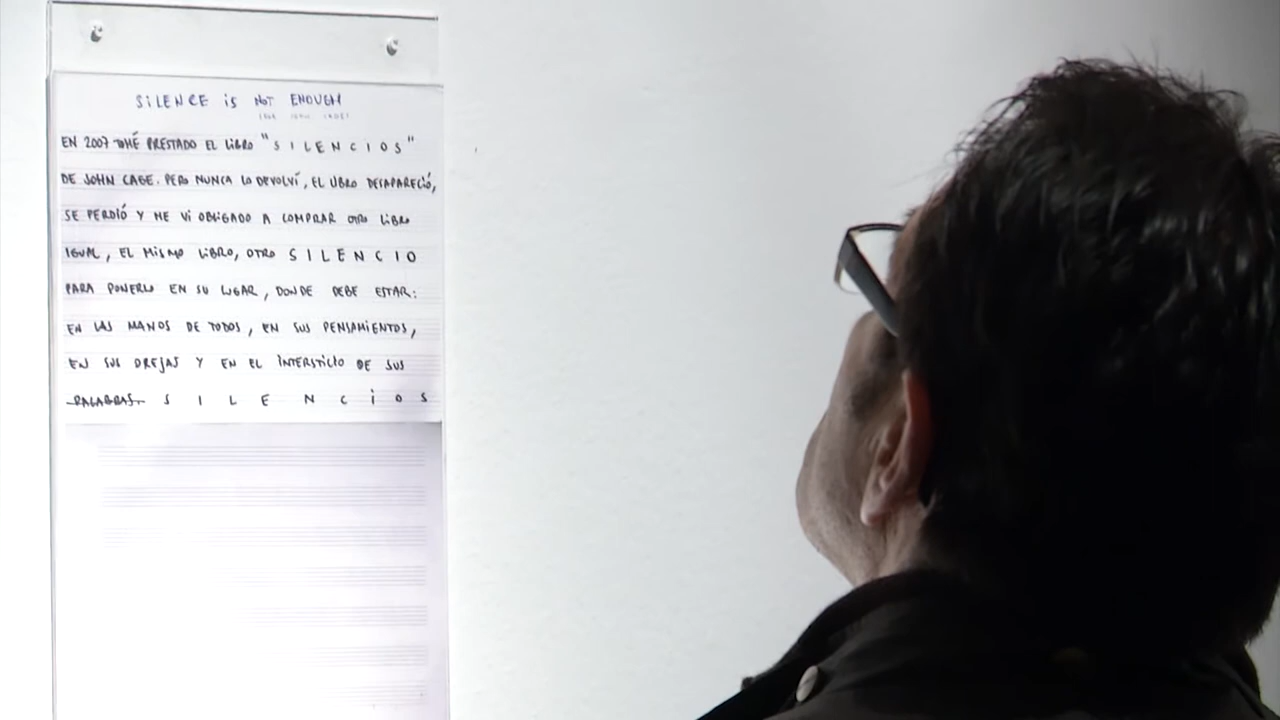 SILENCE is NOT ENOUGH
EN 2007 TOMÉ PRESTADO EL LIBRO "S I L E N C I O S"
DE JOHN CAGE. PERO NUNCA LO DEVOLVÍ, EL LIBRO DESAPARECIÓ,
SE PERDIÓ Y ME VI OBLIGADO A COMPRAR OTRO LIBRO
IGUAL, EL MISMO LIBRO, OTRO S I L E N C I O
PARA PONERLO EN SU LUGAR, DONDE DEBE ESTAR:
EN LAS MANOS DE TODOS, EN SUS PENSAMIENTOS,
EN SUS OREJAS Y EN EL INTERSTICIO DE SUS
PALABRAS S I L E N C I O S